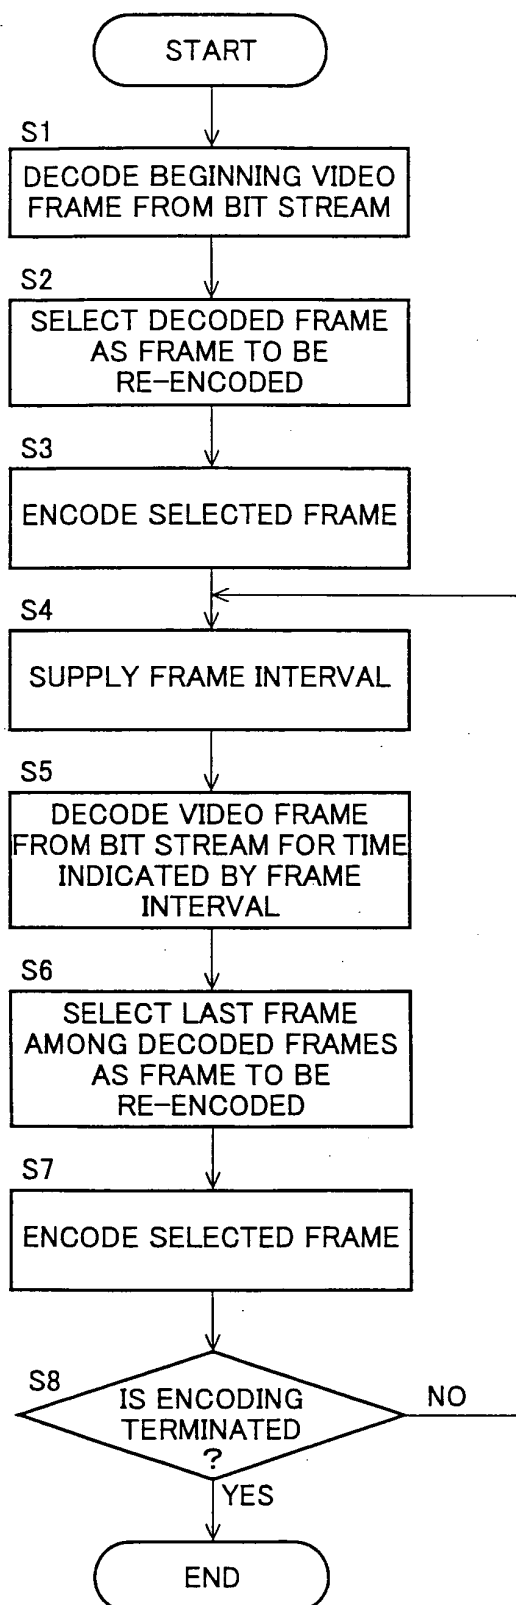 START
S1
DECODE BEGINNING VIDEO
FRAME FROM BIT STREAM
S2
SELECT DECODED FRAME
AS FRAME TO BE
RE-ENCODED
S3
ENCODE SELECTED FRAME
S4
SUPPLY FRAME INTERVAL
S5
DECODE VIDEO FRAME
FROM BIT STREAM FOR TIME
INDICATED BY FRAME
INTERVAL
S6
SELECT LAST FRAME
AMONG DECODED FRAMES
AS FRAME TO BE
RE-ENCODED
S7
ENCODE SELECTED FRAME
S8
IS ENCODING
TERMINATED
?
NO
YES
END